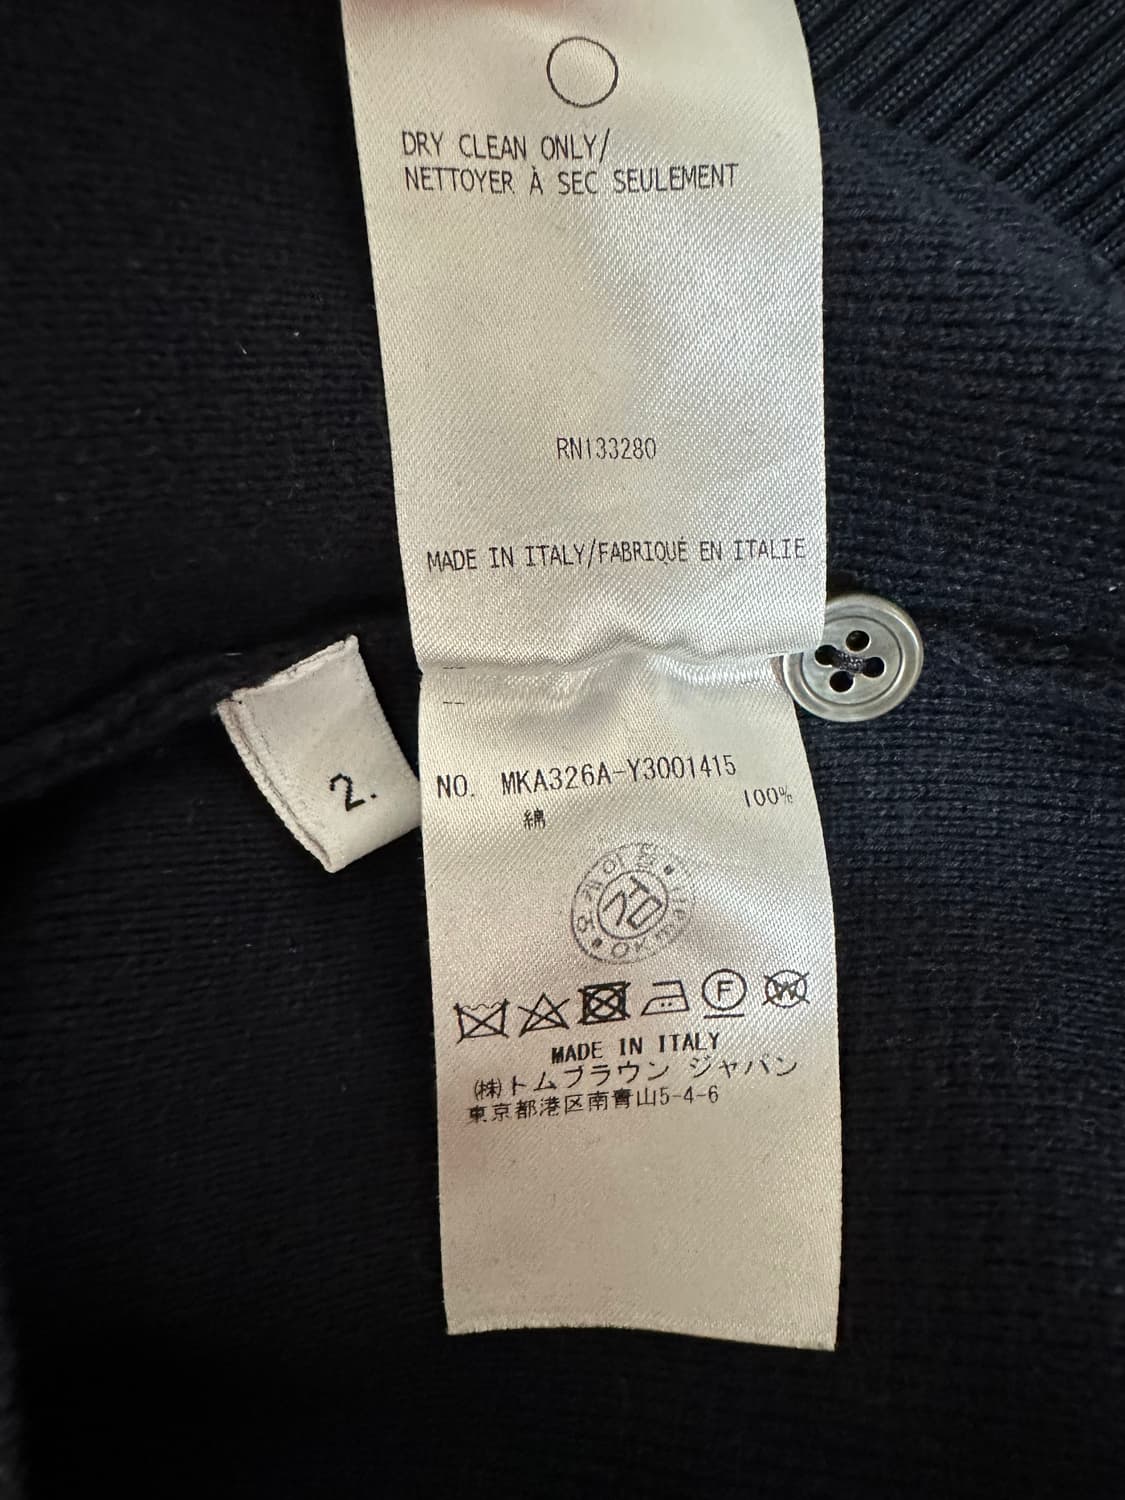 DRY CLEAN ONLY/
NETTOYER À SEC SEULEMENT
RN133280
MADE IN ITALY/FABRIQUÉ EN ITALIE
2.
NO. MKA326A-Y3001415
綿 100%
F
W
MADE IN ITALY
㈱トムブラウン ジャパン
東京都港区南青山5-4-6